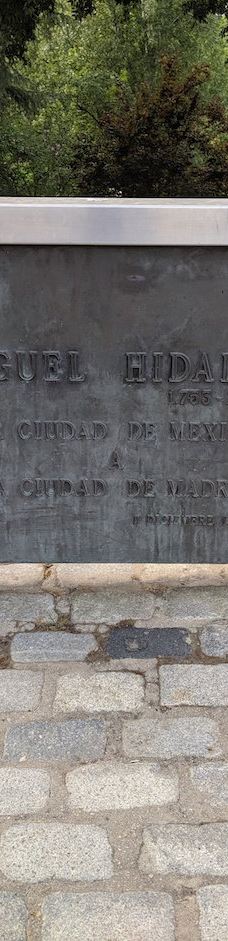 GUEL HIDAL
1753-
CIUDAD DE MEXI
A
A CIUDAD DE MADR
DICIEMBRE